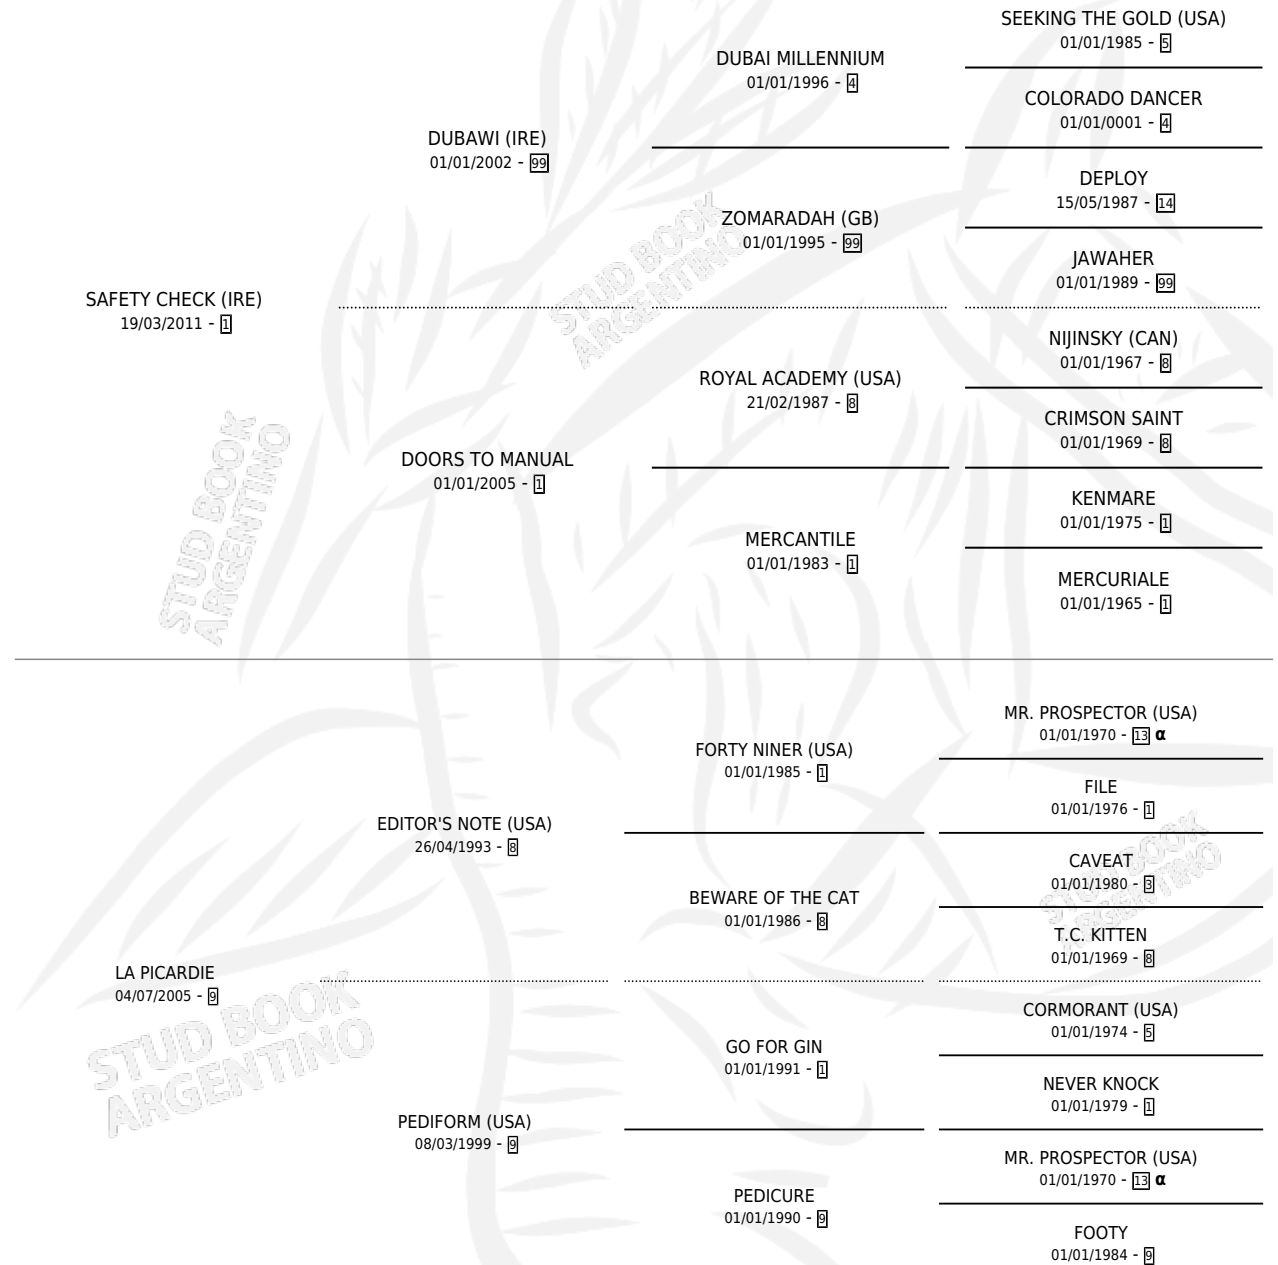 SEEKING THE GOLD (USA)
01/01/1985 - 5
DUBAI MILLENNIUM
01/01/1996 - 4
COLORADO DANCER
01/01/0001 - 4
DUBAWI (IRE)
01/01/2002 - 99
DEPLOY
15/05/1987 - 14
ZOMARADAH (GB)
01/01/1995 - 99
JAWAHER
01/01/1989 - 99
SAFETY CHECK (IRE)
19/03/2011 - 1
NIJINSKY (CAN)
01/01/1967 - 8
ROYAL ACADEMY (USA)
21/02/1987 - 8
CRIMSON SAINT
01/01/1969 - 8
DOORS TO MANUAL
01/01/2005 - 1
KENMARE
01/01/1975 - 1
MERCANTILE
01/01/1983 - 1
MERCURIALE
01/01/1965 - 1
MR. PROSPECTOR (USA)
01/01/1970 - 13 α
FORTY NINER (USA)
01/01/1985 - 1
FILE
01/01/1976 - 1
EDITOR'S NOTE (USA)
26/04/1993 - 8
CAVEAT
01/01/1980 - 3
BEWARE OF THE CAT
01/01/1986 - 8
T.C. KITTEN
01/01/1969 - 8
LA PICARDIE
04/07/2005 - 9
CORMORANT (USA)
01/01/1974 - 5
GO FOR GIN
01/01/1991 - 1
NEVER KNOCK
01/01/1979 - 1
PEDIFORM (USA)
08/03/1999 - 9
MR. PROSPECTOR (USA)
01/01/1970 - 13 α
PEDICURE
01/01/1990 - 9
FOOTY
01/01/1984 - 9
STUD BOOK
ARGENTINO
STUD BOOK
ARGENTINO
STUD BOOK
ARGENTINO
STUD BOOK
ARGENTINO